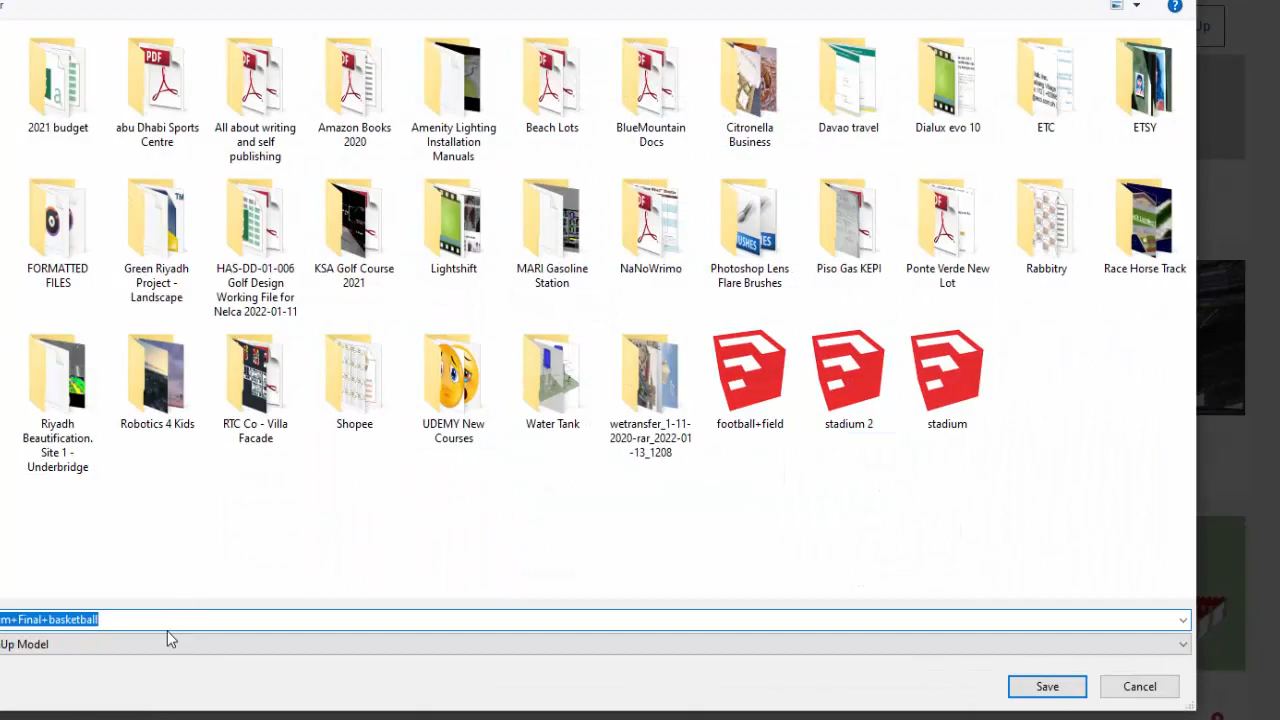 2021 budget
abu Dhabi Sports
Centre
All about writing
and self
publishing
Amazon Books
2020
Amenity Lighting
Installation
Manuals
Beach Lots
BlueMountain
Docs
Citronella
Business
Davao travel
Dialux evo 10
ETC
ETSY
FORMATTED
FILES
Green Riyadh
Project -
Landscape
HAS-DD-01-006
Golf Design
Working File for
Nelca 2022-01-11
KSA Golf Course
2021
Lightshift
MARI Gasoline
Station
NaNoWrimo
Photoshop Lens
Flare Brushes
Piso Gas KEPI
Ponte Verde New
Lot
Rabbitry
Race Horse Track
Riyadh
Beautification.
Site 1 -
Underbridge
Robotics 4 Kids
RTC Co - Villa
Facade
Shopee
UDEMY New
Courses
Water Tank
wetransfer_1-11-
2020-rar_2022-01
-13_1208
football+field
stadium 2
stadium
m+Final+basketball
Up Model
Save
Cancel